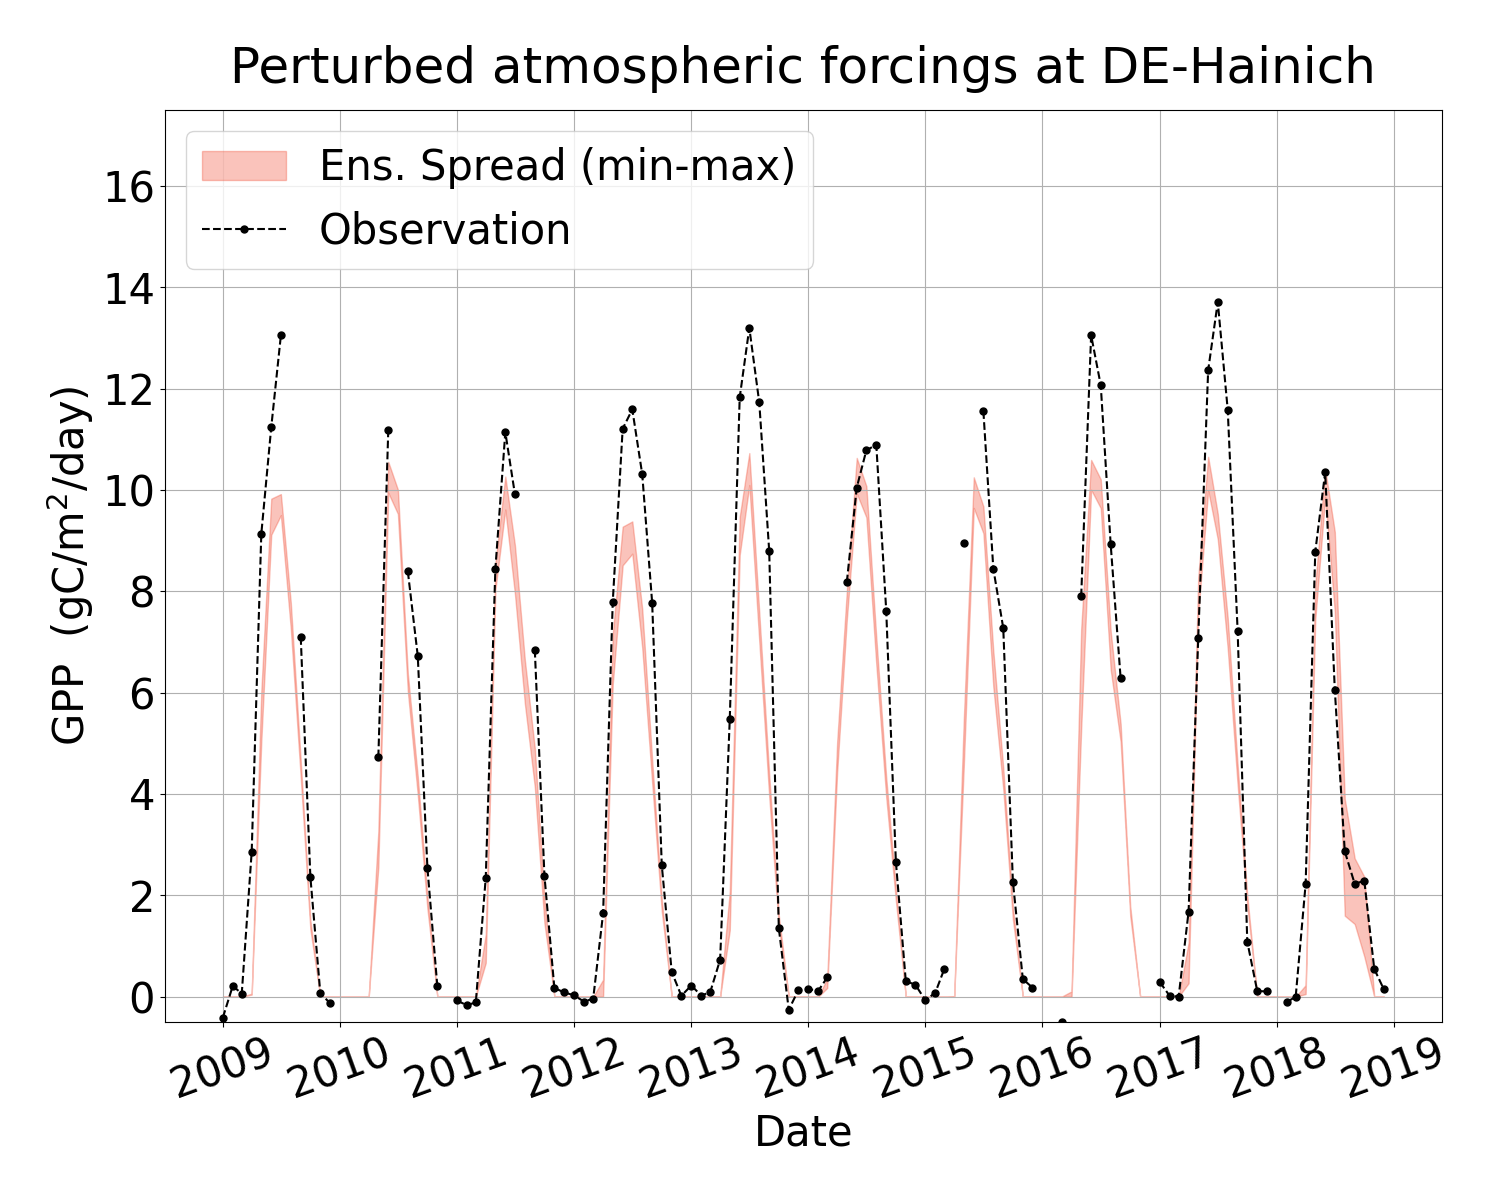 Perturbed atmospheric forcings at DE-Hainich
Ens. Spread (min-max)
Observation
GPP (gC/m²/day)
16
14
12
10
8
6
4
2
0
2009 2010 2011 2012 2013 2014 2015 2016 2017 2018 2019
Date